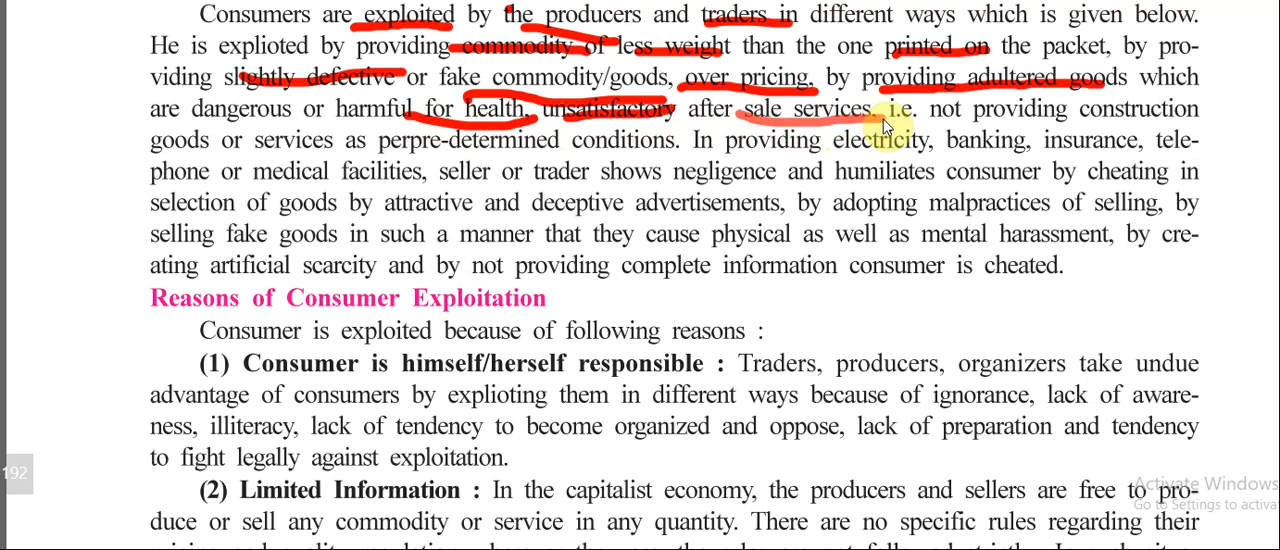 Consumers are exploited by the producers and traders in different ways which is given below.
He is explioted by providing commodity of less weight than the one printed on the packet, by pro-
viding slightly defective or fake commodity/goods, over pricing, by providing adultered goods which
are dangerous or harmful for health, unsatisfactory after sale services, i.e. not providing construction
goods or services as perpre-determined conditions. In providing electricity, banking, insurance, tele-
phone or medical facilities, seller or trader shows negligence and humiliates consumer by cheating in
selection of goods by attractive and deceptive advertisements, by adopting malpractices of selling, by
selling fake goods in such a manner that they cause physical as well as mental harassment, by cre-
ating artificial scarcity and by not providing complete information consumer is cheated.
Reasons of Consumer Exploitation
Consumer is exploited because of following reasons :
(1) Consumer is himself/herself responsible : Traders, producers, organizers take undue
advantage of consumers by explioting them in different ways because of ignorance, lack of aware-
ness, illiteracy, lack of tendency to become organized and oppose, lack of preparation and tendency
to fight legally against exploitation.
192
(2) Limited Information : In the capitalist economy, the producers and sellers are free to pro-
duce or sell any commodity or service in any quantity. There are no specific rules regarding their
Activate Windows
Go to Settings to activa